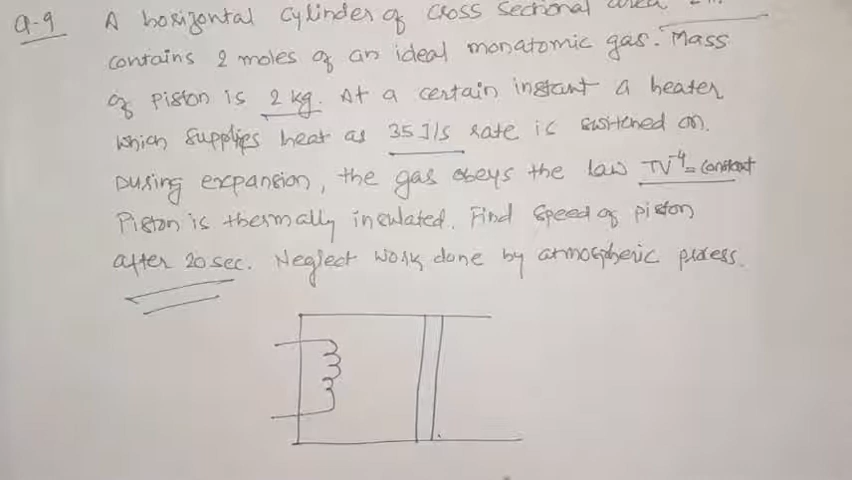 Q-9 A horizontal cylinder of cross sectional area
contains 2 moles of an ideal monatomic gas. Mass
of piston is 2 kg. At a certain instant a heater
which supplies heat as 35 J/s rate is switched on.
During expansion, the gas obeys the law TV⁻⁴=constant
Piston is thermally insulated. Find speed of piston
after 20 sec. Neglect work done by atmospheric process.